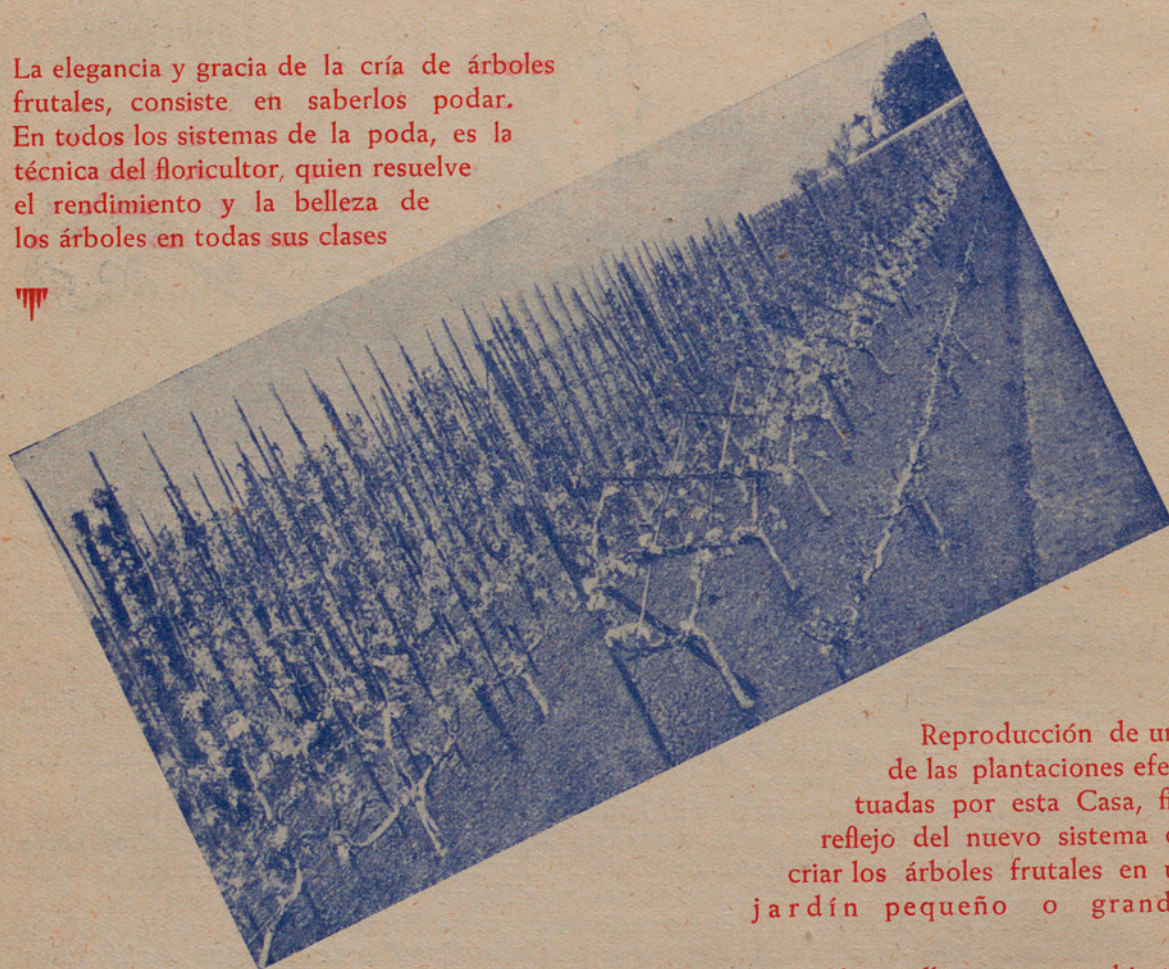 La elegancia y gracia de la cría de árboles
frutales, consiste en saberlos podar.
En todos los sistemas de la poda, es la
técnica del floricultor, quien resuelve
el rendimiento y la belleza de
los árboles en todas sus clases
Reproducción de
de las plantaciones efe
tuadas por esta Casa,
reflejo del nuevo sistema
criar los árboles frutales en
jardín pequeño o grand